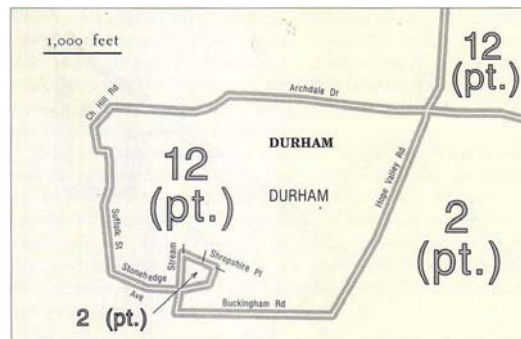 1,000 feet
12
(pt.)
Ch Hill Rd
Archdale Dr
DURHAM
12
(pt.)
DURHAM
Hope Valley Rd
2
(pt.)
Suffolk St
Stream
Shropshire Pl
Stonehedge
Ave
2 (pt.)
Buckingham Rd